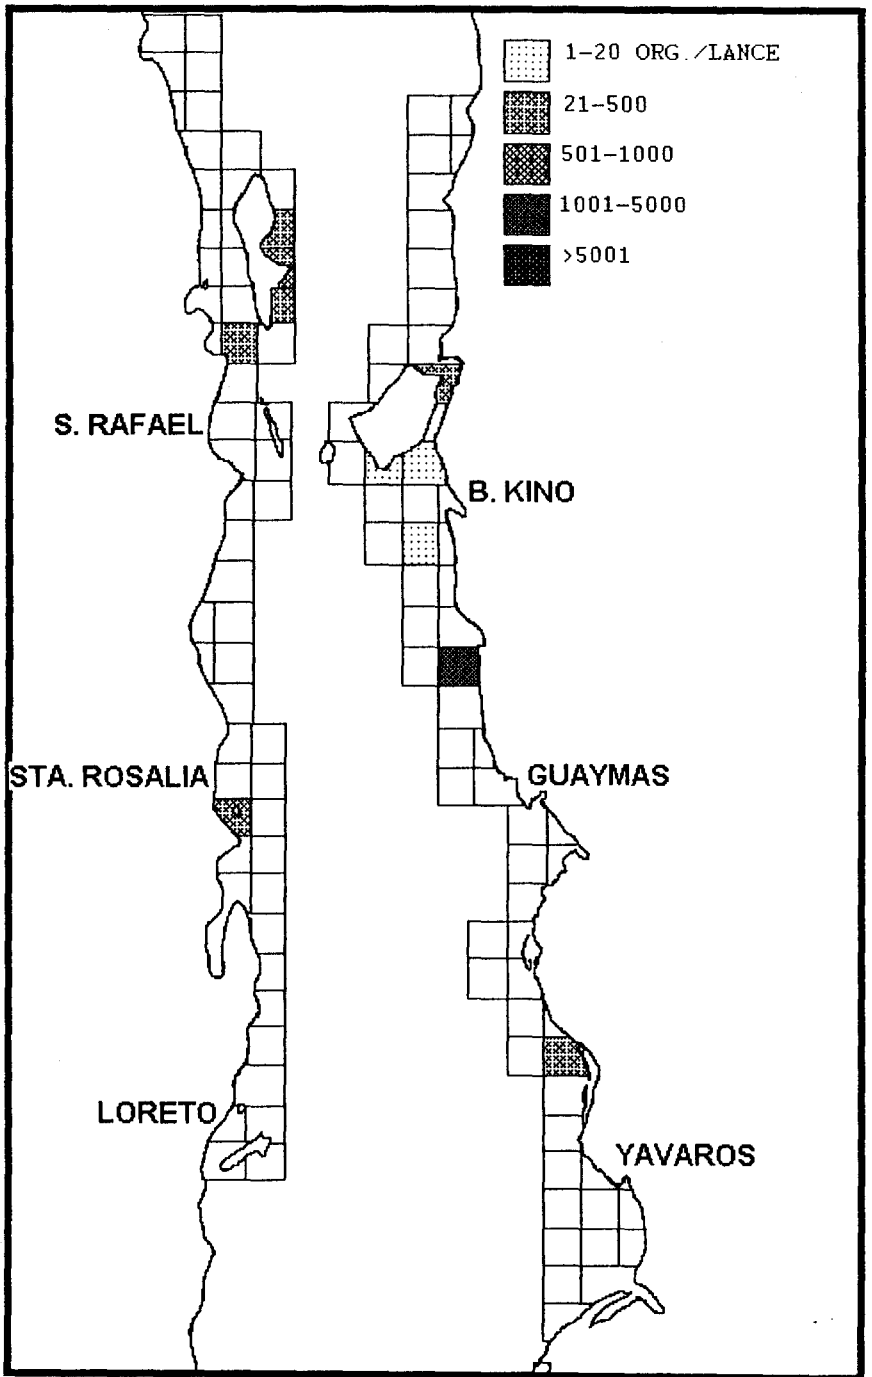 1-20 ORG./LANCE
21-500
501-1000
1001-5000
>5001
S. RAFAEL
B. KINO
STA. ROSALIA
GUAYMAS
LORETO
YAVAROS